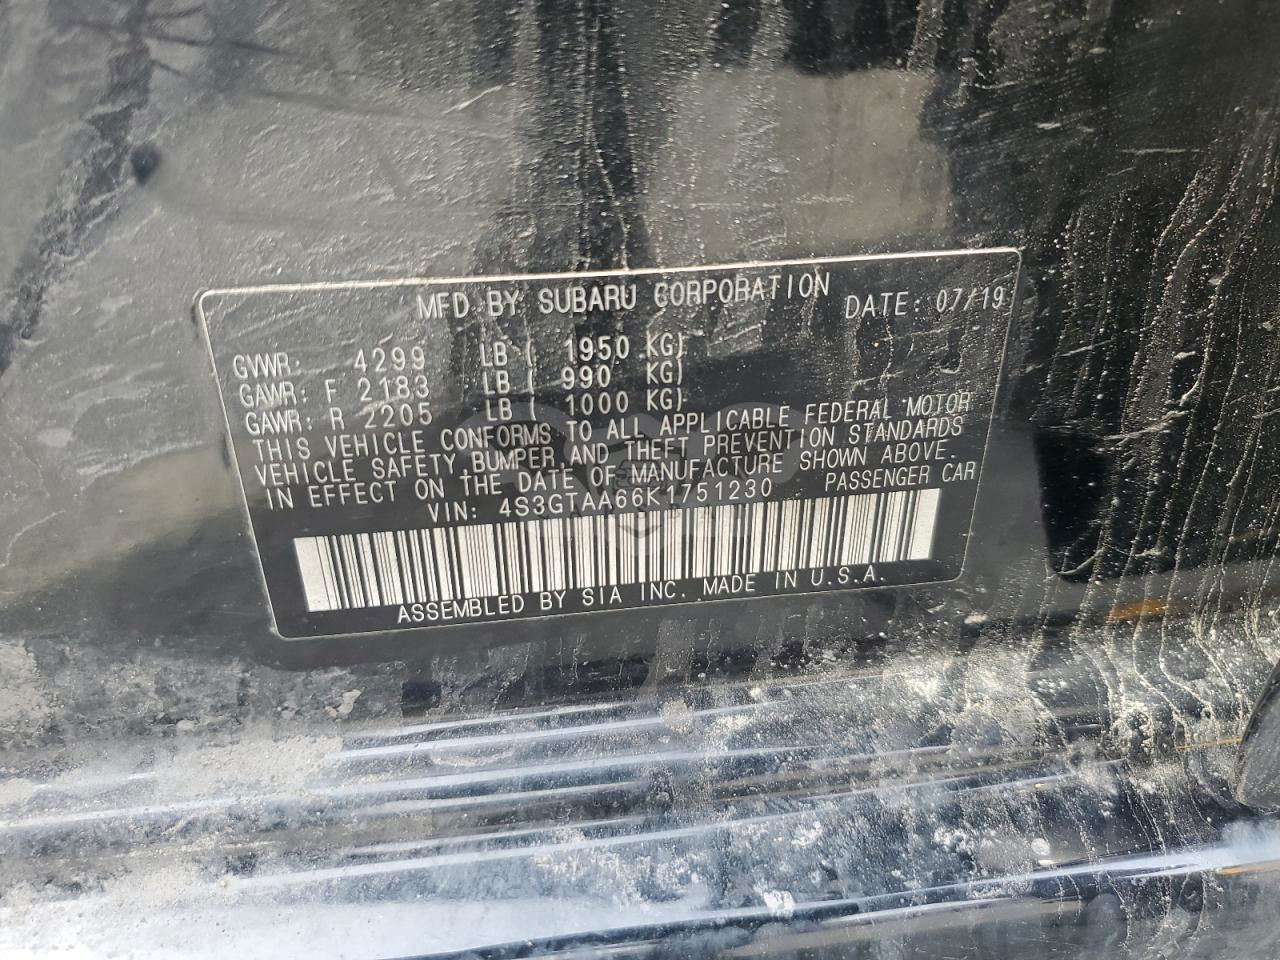 MFD BY SUBARU CORPORATION DATE: 07/19
GVWR: 4299 LB ( 1950 KG)
GAWR: F 2183 LB ( 990 KG)
GAWR: R 2205 LB ( 1000 KG)
THIS VEHICLE CONFORMS TO ALL APPLICABLE FEDERAL MOTOR
VEHICLE SAFETY, BUMPER AND THEFT PREVENTION STANDARDS
IN EFFECT ON THE DATE OF MANUFACTURE SHOWN ABOVE.
VIN: 4S3GTAA66K1751230 PASSENGER CAR
ASSEMBLED BY SIA INC. MADE IN U.S.A.